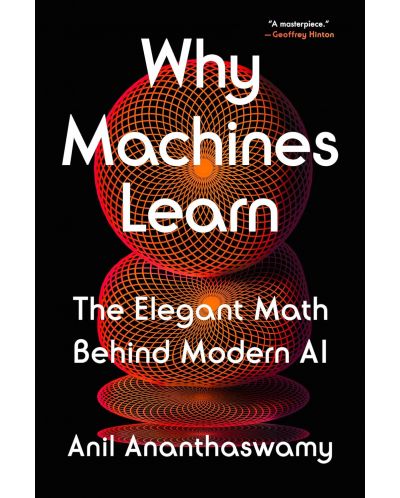 "A masterpiece."
—Geoffrey Hinton
Why
Machines
Learn
The Elegant Math
Behind Modern AI
Anil Ananthaswamy